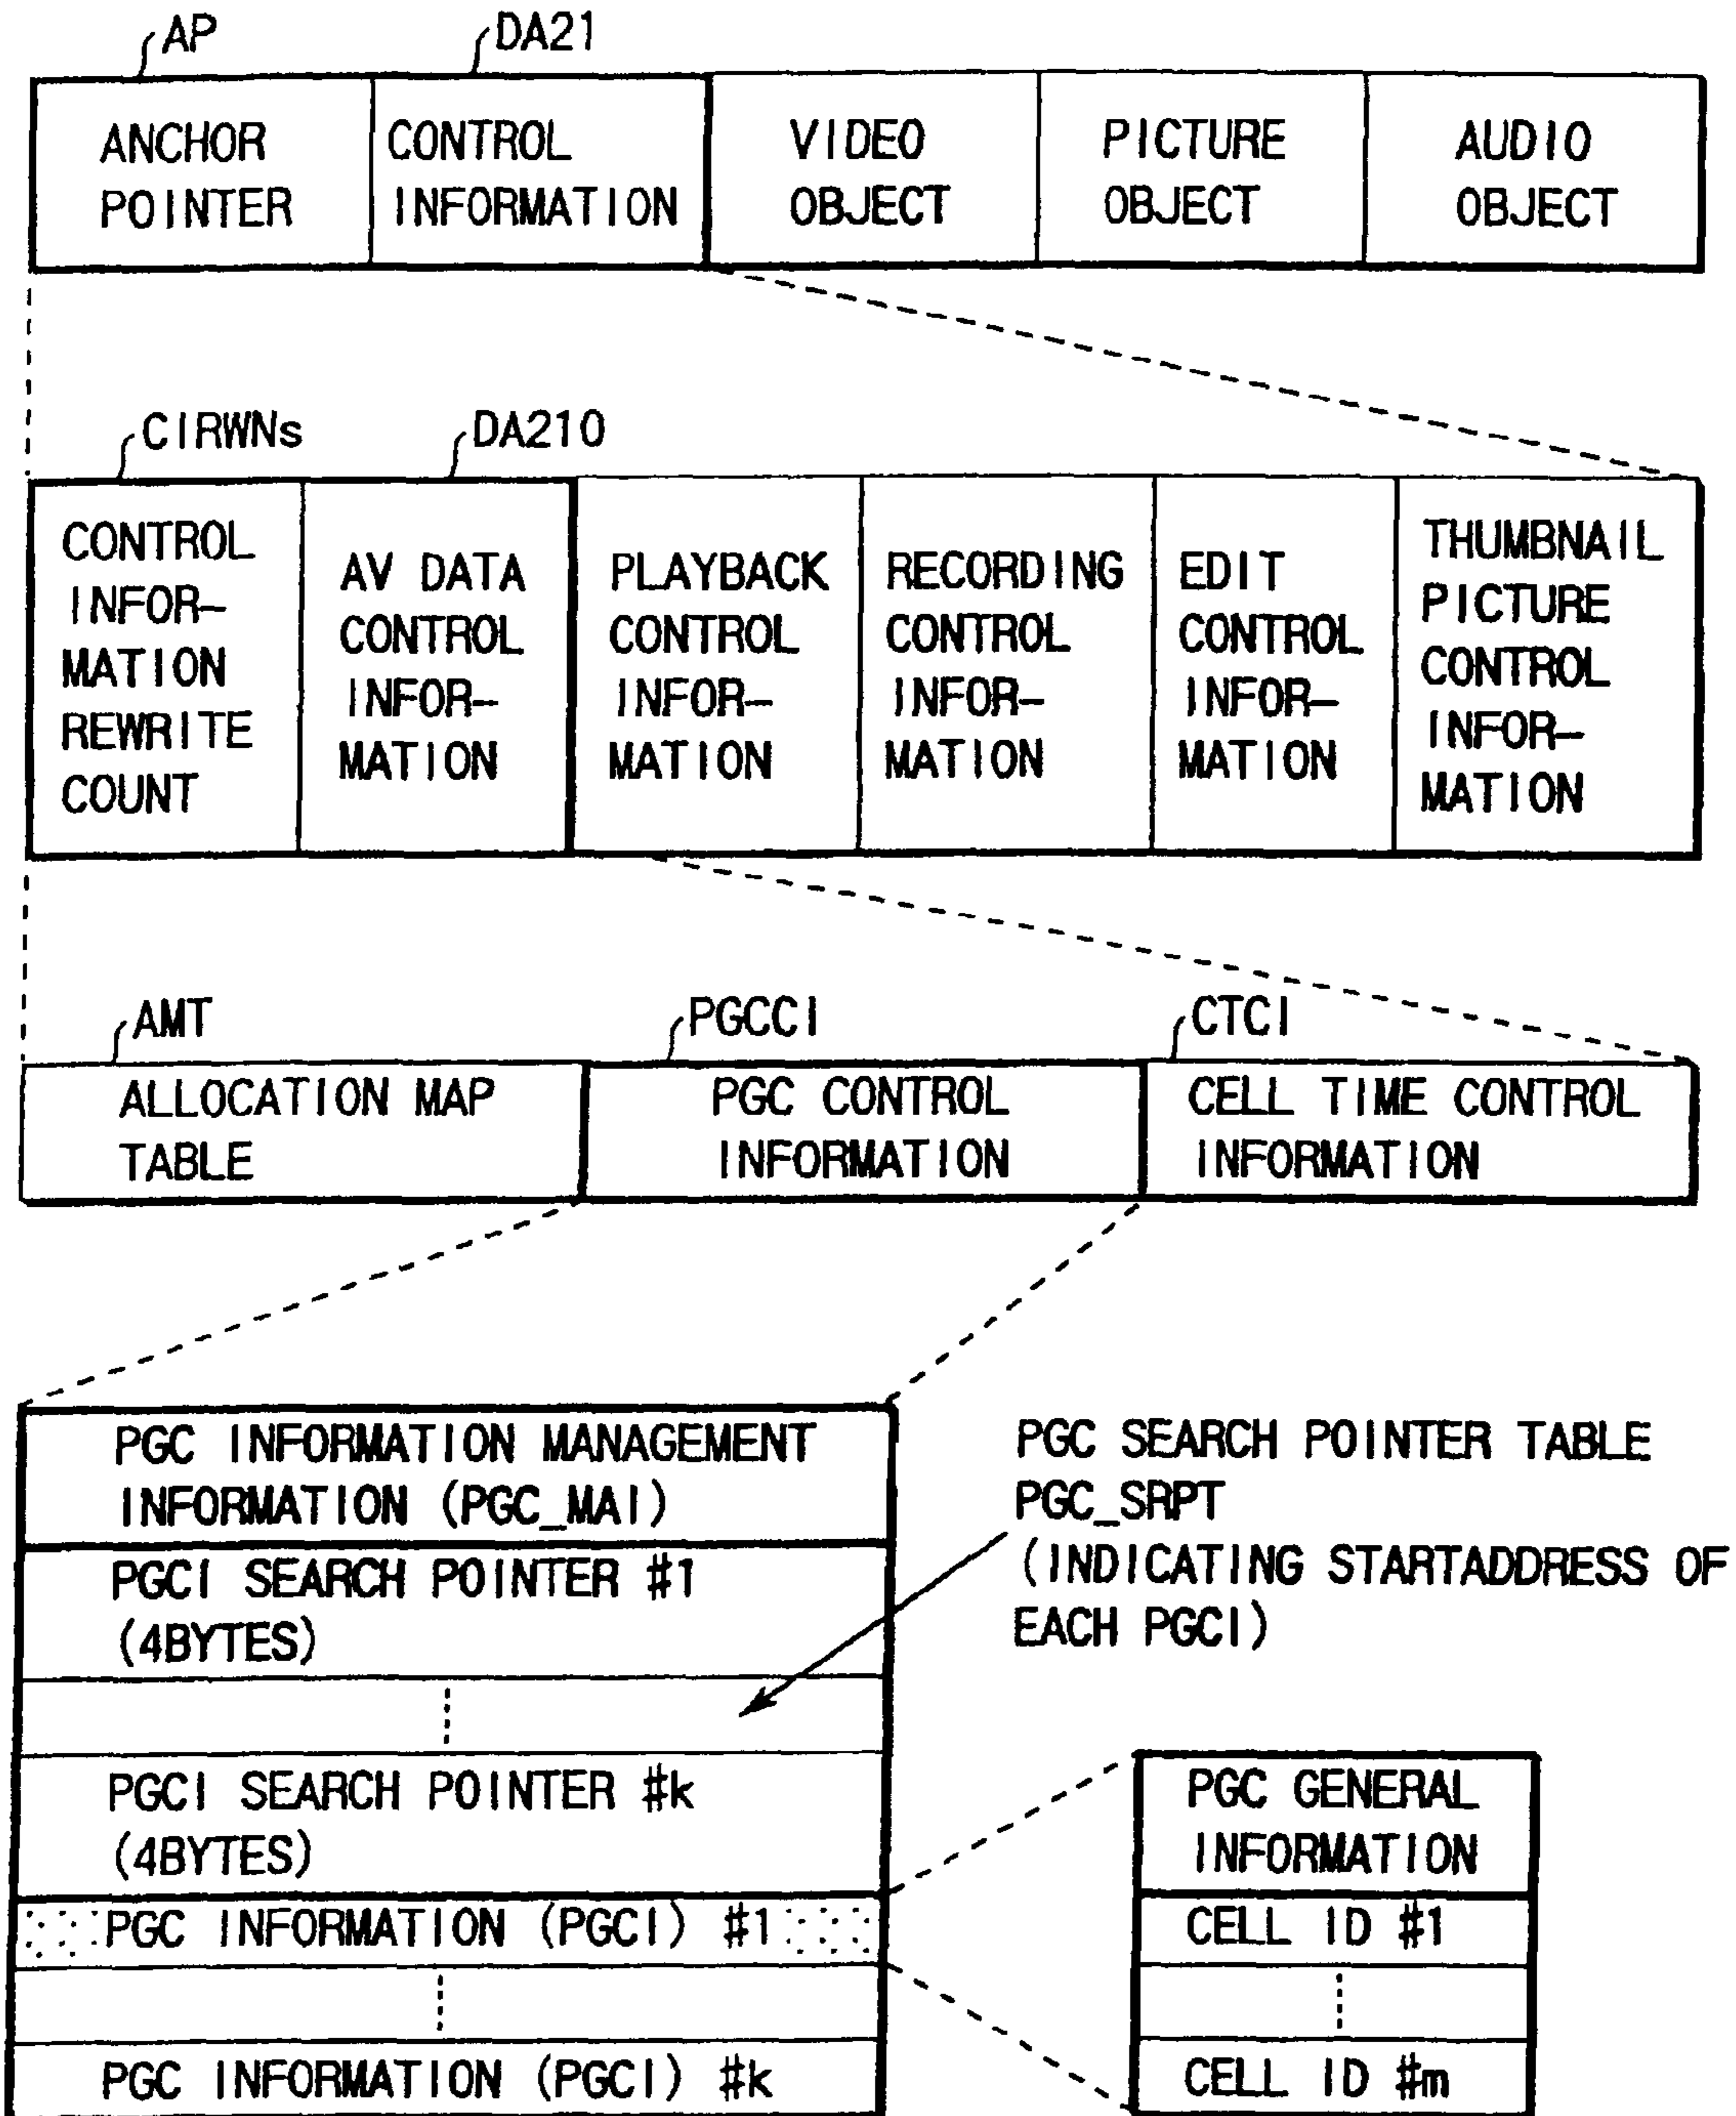 AP
DA21
ANCHOR
POINTER
CONTROL
INFORMATION
VIDEO
OBJECT
PICTURE
OBJECT
AUDIO
OBJECT
CIRWNs
DA210
CONTROL
INFOR-
MATION
REWRITE
COUNT
AV DATA
CONTROL
INFOR-
MATION
PLAYBACK
CONTROL
INFOR-
MATION
RECORDING
CONTROL
INFOR-
MATION
EDIT
CONTROL
INFOR-
MATION
THUMBNAIL
PICTURE
CONTROL
INFOR-
MATION
AMT
PGCCI
CTCI
ALLOCATION MAP
TABLE
PGC CONTROL
INFORMATION
CELL TIME CONTROL
INFORMATION
PGC INFORMATION MANAGEMENT
INFORMATION (PGC_MAI)
PGCI SEARCH POINTER #1
(4BYTES)
PGCI SEARCH POINTER #k
(4BYTES)
PGC INFORMATION (PGCI) #1
PGC INFORMATION (PGCI) #k
PGC SEARCH POINTER TABLE
PGC_SRPT
(INDICATING STARTADDRESS OF
EACH PGCI)
PGC GENERAL
INFORMATION
CELL ID #1
CELL ID #m